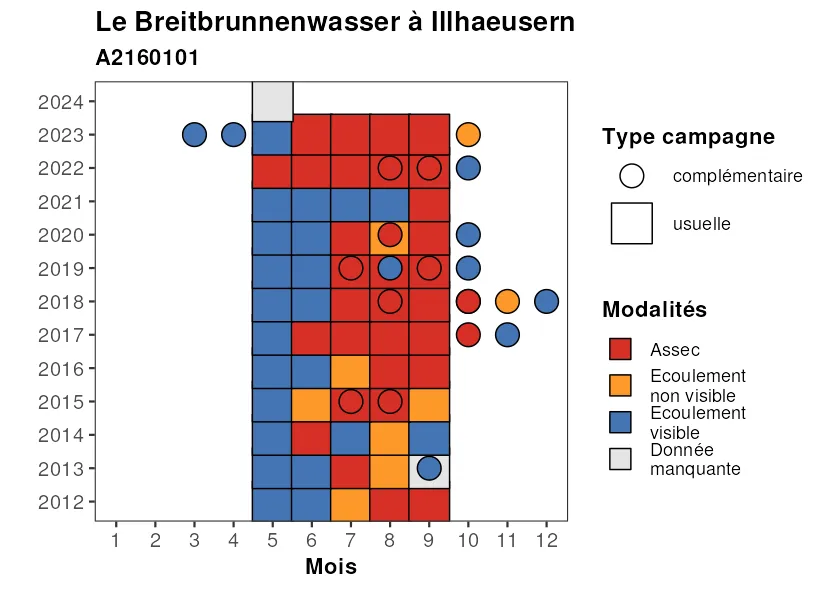 Le Breitbrunnenwasser à Illhaeusern
A2160101
2024
2023
2022
2021
2020
2019
2018
2017
2016
2015
2014
2013
2012
1 2 3 4 5 6 7 8 9 10 11 12
Mois
Type campagne
complémentaire
usuelle
Modalités
Assec
Ecoulement
non visible
Ecoulement
visible
Donnée
manquante